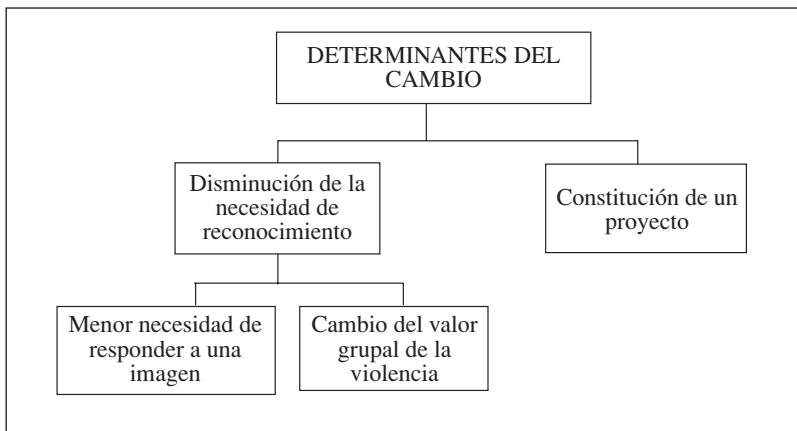 DETERMINANTES DEL
CAMBIO
Disminución de la
necesidad de
reconocimiento
Constitución de un
proyecto
Menor necesidad de
responder a una
imagen
Cambio del valor
grupal de la
violencia